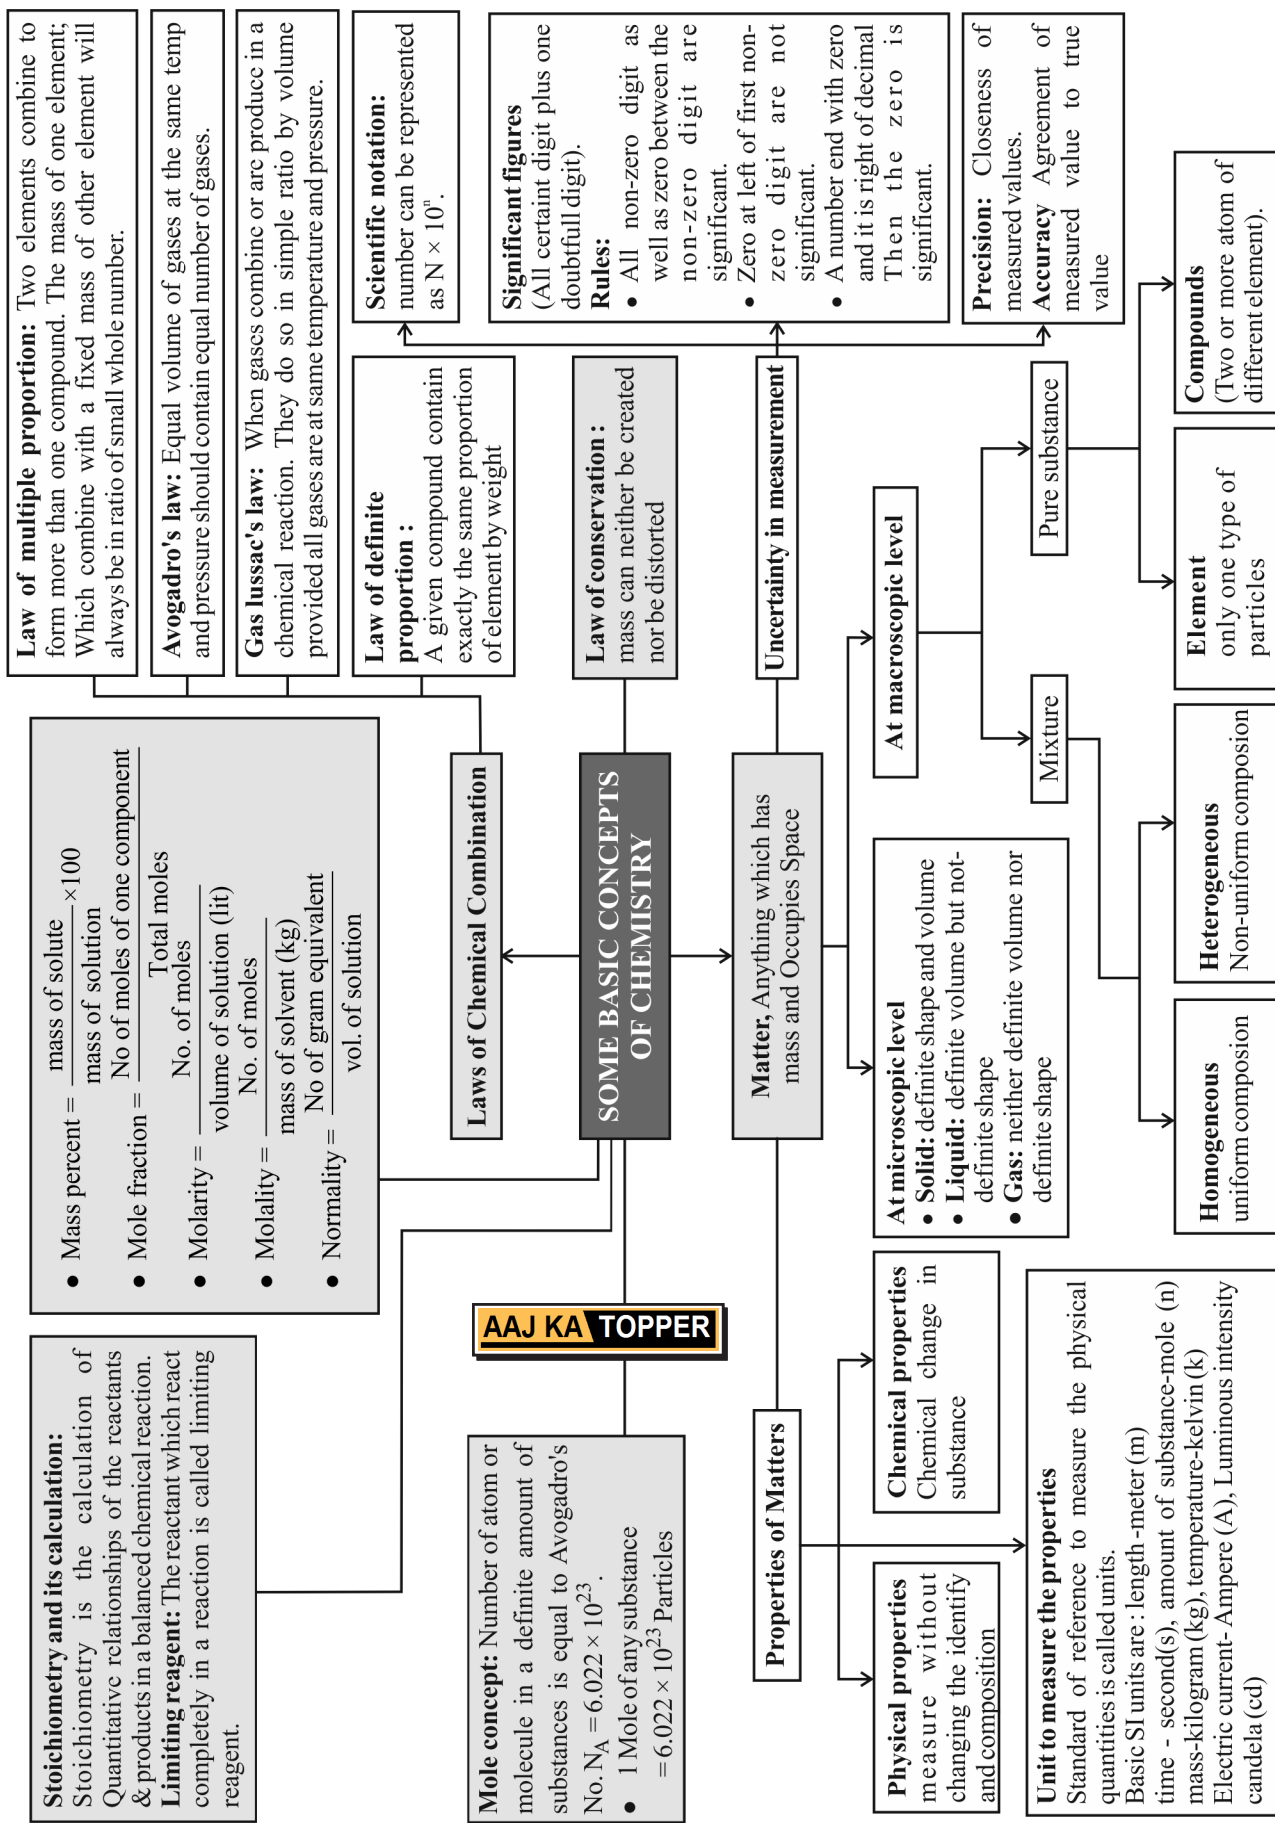 Stoichiometry and its calculation:
Stoichiometry is the calculation of
Quantitative relationships of the reactants
& products in a balanced chemical reaction.
Limiting reagent: The reactant which react
completely in a reaction is called limiting
reagent.
● Mass percent = mass of solute / mass of solution ×100
● Mole fraction = No of moles of one component / Total moles
● Molarity = No. of moles / volume of solution (lit)
● Molality = No. of moles / mass of solvent (kg)
● Normality = No of gram equivalent / vol. of solution
Law of multiple proportion: Two elements combine to
form more than one compound. The mass of one element;
Which combine with a fixed mass of other element will
always be in ratio of small whole number.
Avogadro's law: Equal volume of gases at the same temp
and pressure should contain equal number of gases.
Gas lussac's law: When gases combine or are produce in a
chemical reaction. They do so in simple ratio by volume
provided all gases are at same temperature and pressure.
Law of definite
proportion :
A given compound contain
exactly the same proportion
of element by weight
Scientific notation:
number can be represented
as N × 10ⁿ.
Laws of Chemical Combination
Mole concept: Number of atom or
molecule in a definite amount of
substances is equal to Avogadro's
No. N_A = 6.022 × 10²³ .
● 1 Mole of any substance
= 6.022 × 10²³ Particles
AAJ KA TOPPER
SOME BASIC CONCEPTS
OF CHEMISTRY
Law of conservation :
mass can neither be created
nor be distorted
Significant figures
(All certaint digit plus one
doubtfull digit).
Rules:
● All non-zero digit as
well as zero between the
non-zero digit are
significant.
● Zero at left of first non-
zero digit are not
significant.
● A number end with zero
and it is right of decimal
Then the zero is
significant.
Matter, Anything which has
mass and Occupies Space
Uncertainty in measurement
Precision: Closeness of
measured values.
Accuracy Agreement of
measured value to true
value
Properties of Matters
Physical properties
measure without
changing the identify
and composition
Chemical properties
Chemical change in
substance
At microscopic level
● Solid: definite shape and volume
● Liquid: definite volume but not-
definite shape
● Gas: neither definite volume nor
definite shape
At macroscopic level
Mixture
Pure substance
Unit to measure the properties
Standard of reference to measure the physical
quantities is called units.
Basic SI units are : length -meter (m)
time - second(s), amount of substance-mole (n)
mass-kilogram (kg), temperature-kelvin (k)
Electric current- Ampere (A), Luminous intensity
candela (cd)
Homogeneous
uniform composion
Heterogeneous
Non-uniform composion
Element
only one type of
particles
Compounds
(Two or more atom of
different element).